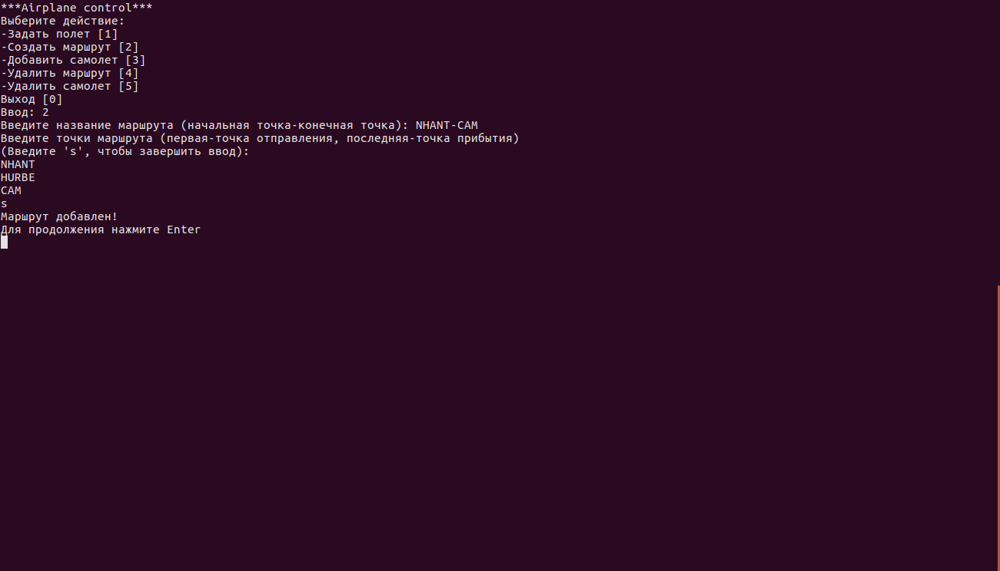 ***Airplane control***
Выберите действие:
-Задать полет [1]
-Создать маршрут [2]
-Добавить самолет [3]
-Удалить маршрут [4]
-Удалить самолет [5]
Выход [0]
Ввод: 2
Введите название маршрута (начальная точка-конечная точка): NHANT-CAM
Введите точки маршрута (первая-точка отправления, последняя-точка прибытия)
(Введите 's', чтобы завершить ввод):
NHANT
HURBE
CAM
s
Маршрут добавлен!
Для продолжения нажмите Enter